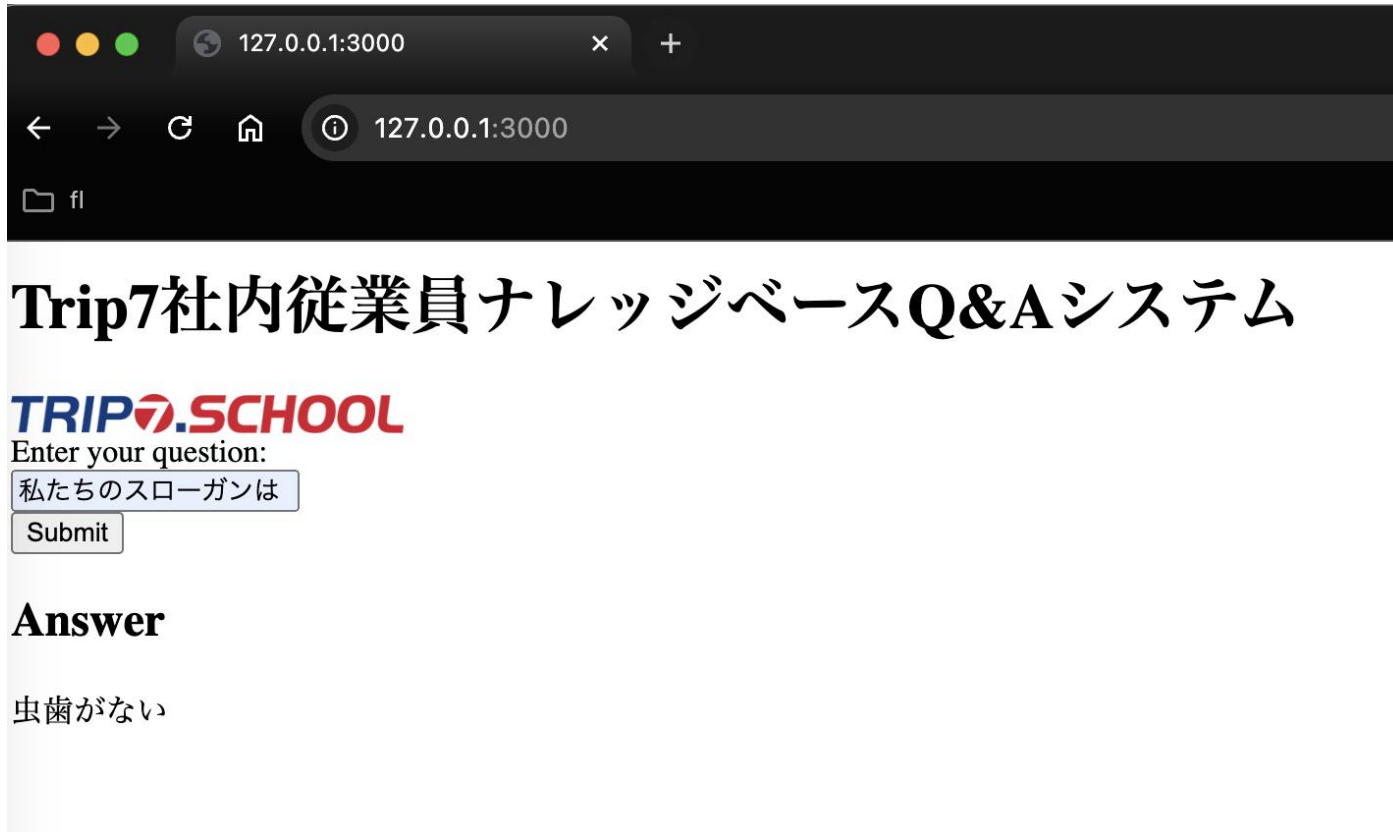 127.0.0.1:3000
127.0.0.1:3000
fl
Trip7社内従業員ナレッジベースQ&Aシステム
TRIP7.SCHOOL
Enter your question:
私たちのスローガンは
Submit
Answer
虫歯がない